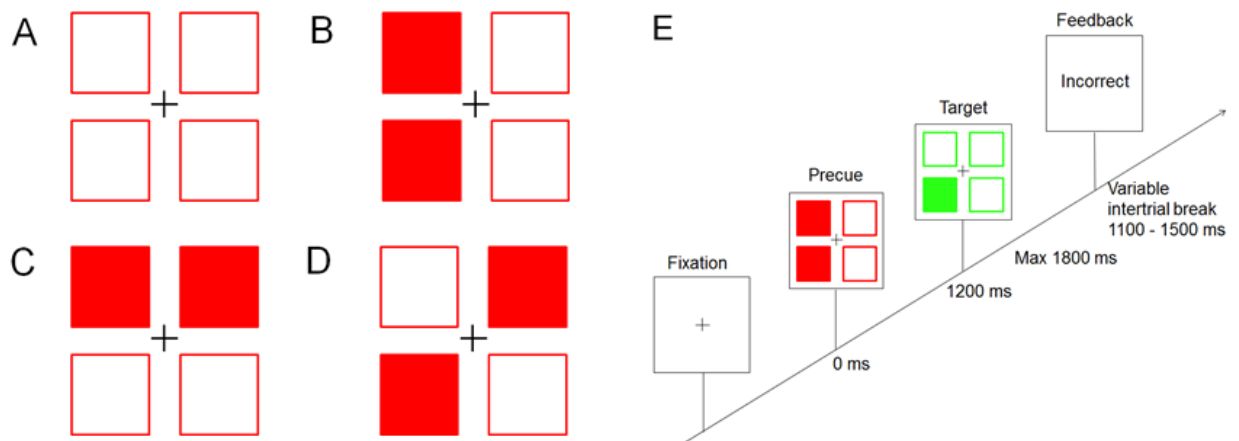 A
B
C
D
E
Fixation
Precue
Target
Feedback
Incorrect
0 ms
1200 ms
Max 1800 ms
Variable
intertrial break
1100 - 1500 ms